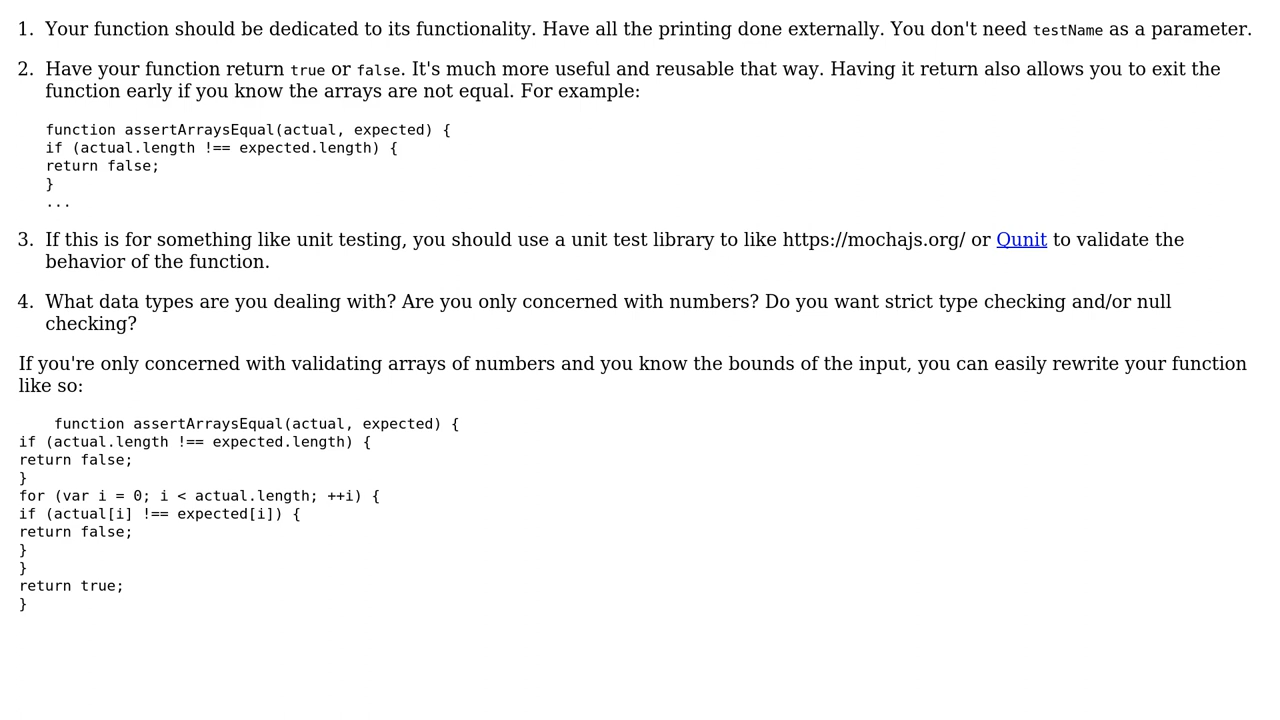 1. Your function should be dedicated to its functionality. Have all the printing done externally. You don't need testName as a parameter.
2. Have your function return true or false. It's much more useful and reusable that way. Having it return also allows you to exit the
function early if you know the arrays are not equal. For example:
function assertArraysEqual(actual, expected) {
if (actual.length !== expected.length) {
return false;
}
...
3. If this is for something like unit testing, you should use a unit test library to like https://mochajs.org/ or Qunit to validate the
behavior of the function.
4. What data types are you dealing with? Are you only concerned with numbers? Do you want strict type checking and/or null
checking?
If you're only concerned with validating arrays of numbers and you know the bounds of the input, you can easily rewrite your function
like so:
function assertArraysEqual(actual, expected) {
if (actual.length !== expected.length) {
return false;
}
for (var i = 0; i < actual.length; ++i) {
if (actual[i] !== expected[i]) {
return false;
}
}
return true;
}